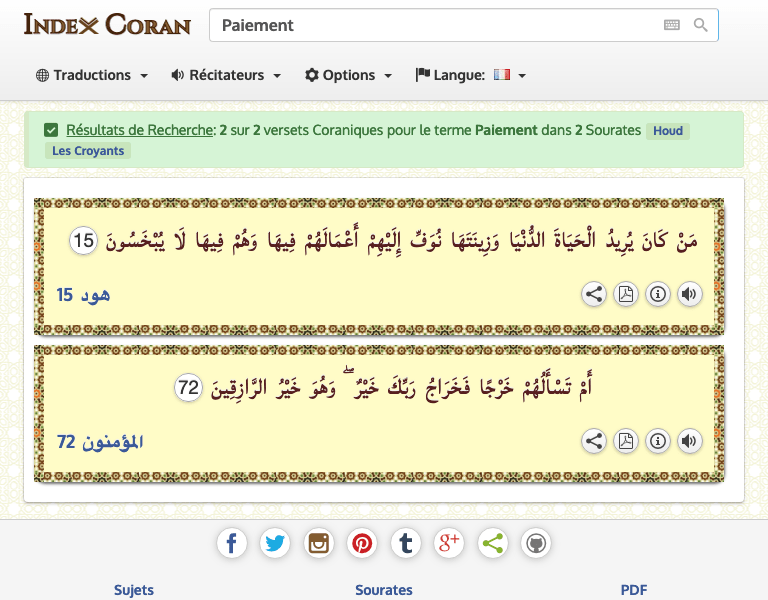 Index Coran
Paiement
Traductions
Récitateurs
Options
Langue:
Résultats de Recherche: 2 sur 2 versets Coraniques pour le terme Paiement dans 2 Sourates Houd
Les Croyants
مَنْ كَانَ يُرِيدُ الْحَيَاةَ الدُّنْيَا وَزِينَتَهَا نُوَفِّ إِلَيْهِمْ أَعْمَالَهُمْ فِيهَا وَهُمْ فِيهَا لَا يُبْخَسُونَ 15
هود 15
أَمْ تَسْأَلُهُمْ خَرْجًا فَخَرَاجُ رَبِّكَ خَيْرٌ ۖ وَهُوَ خَيْرُ الرَّازِقِينَ 72
المؤمنون 72
Sujets
Sourates
PDF